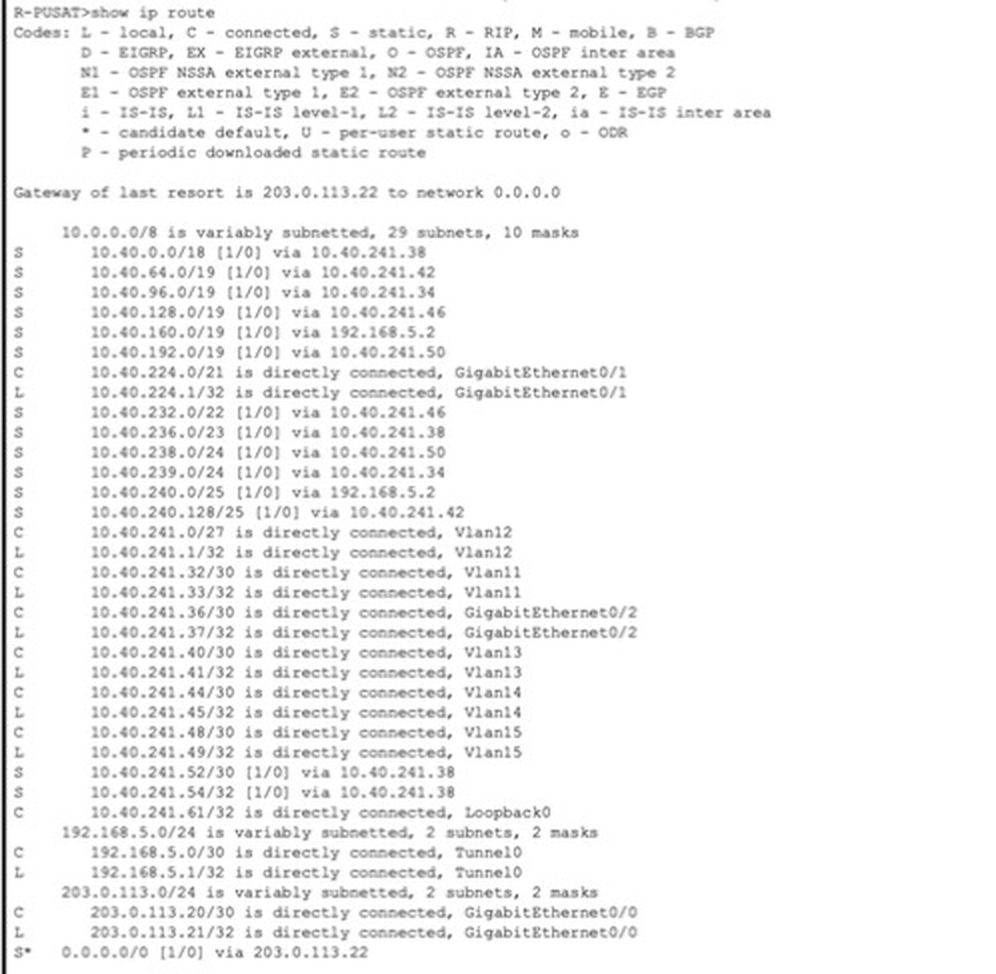 R-PUSAT>show ip route
Codes: L - local, C - connected, S - static, R - RIP, M - mobile, B - BGP
D - EIGRP, EX - EIGRP external, O - OSPF, IA - OSPF inter area
N1 - OSPF NSSA external type 1, N2 - OSPF NSSA external type 2
E1 - OSPF external type 1, E2 - OSPF external type 2, E - EGP
i - IS-IS, L1 - IS-IS level-1, L2 - IS-IS level-2, ia - IS-IS inter area
* - candidate default, U - per-user static route, o - ODR
P - periodic downloaded static route
Gateway of last resort is 203.0.113.22 to network 0.0.0.0
10.0.0.0/8 is variably subnetted, 29 subnets, 10 masks
S 10.40.0.0/18 [1/0] via 10.40.241.38
S 10.40.64.0/19 [1/0] via 10.40.241.42
S 10.40.96.0/19 [1/0] via 10.40.241.34
S 10.40.128.0/19 [1/0] via 10.40.241.46
S 10.40.160.0/19 [1/0] via 192.168.5.2
S 10.40.192.0/19 [1/0] via 10.40.241.50
C 10.40.224.0/21 is directly connected, GigabitEthernet0/1
L 10.40.224.1/32 is directly connected, GigabitEthernet0/1
S 10.40.232.0/22 [1/0] via 10.40.241.46
S 10.40.236.0/23 [1/0] via 10.40.241.38
S 10.40.238.0/24 [1/0] via 10.40.241.50
S 10.40.239.0/24 [1/0] via 10.40.241.34
S 10.40.240.0/25 [1/0] via 192.168.5.2
S 10.40.240.128/25 [1/0] via 10.40.241.42
C 10.40.241.0/27 is directly connected, Vlan12
L 10.40.241.1/32 is directly connected, Vlan12
C 10.40.241.32/30 is directly connected, Vlan11
L 10.40.241.33/32 is directly connected, Vlan11
C 10.40.241.36/30 is directly connected, GigabitEthernet0/2
L 10.40.241.37/32 is directly connected, GigabitEthernet0/2
C 10.40.241.40/30 is directly connected, Vlan13
L 10.40.241.41/32 is directly connected, Vlan13
C 10.40.241.44/30 is directly connected, Vlan14
L 10.40.241.45/32 is directly connected, Vlan14
C 10.40.241.48/30 is directly connected, Vlan15
L 10.40.241.49/32 is directly connected, Vlan15
S 10.40.241.52/30 [1/0] via 10.40.241.38
S 10.40.241.54/32 [1/0] via 10.40.241.38
C 10.40.241.61/32 is directly connected, Loopback0
192.168.5.0/24 is variably subnetted, 2 subnets, 2 masks
C 192.168.5.0/30 is directly connected, Tunnel0
L 192.168.5.1/32 is directly connected, Tunnel0
203.0.113.0/24 is variably subnetted, 2 subnets, 2 masks
C 203.0.113.20/30 is directly connected, GigabitEthernet0/0
L 203.0.113.21/32 is directly connected, GigabitEthernet0/0
S* 0.0.0.0/0 [1/0] via 203.0.113.22